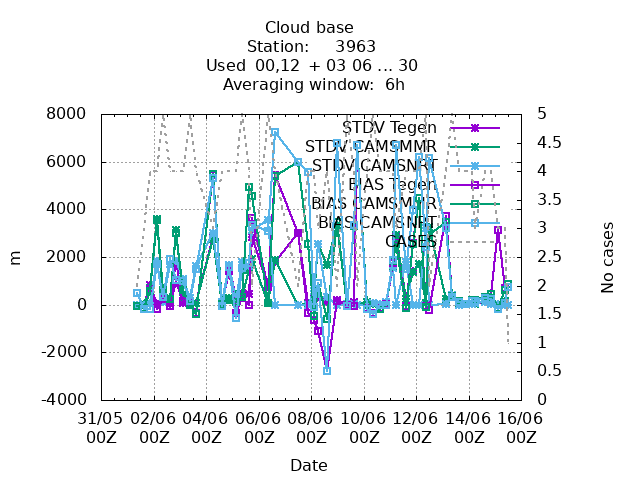 Cloud base
Station: 3963
Used 00,12 + 03 06 ... 30
Averaging window: 6h
8000
6000
4000
2000
0
-2000
-4000
m
5
4.5
4
3.5
3
2.5
2
1.5
1
0.5
0
No cases
STDV Tegen
STDV CAMSMMR
STDV CAMSNRT
BIAS Tegen
BIAS CAMSMMR
BIAS CAMSNRT
CASES
31/05 02/06 04/06 06/06 08/06 10/06 12/06 14/06 16/06
00Z 00Z 00Z 00Z 00Z 00Z 00Z 00Z 00Z
Date